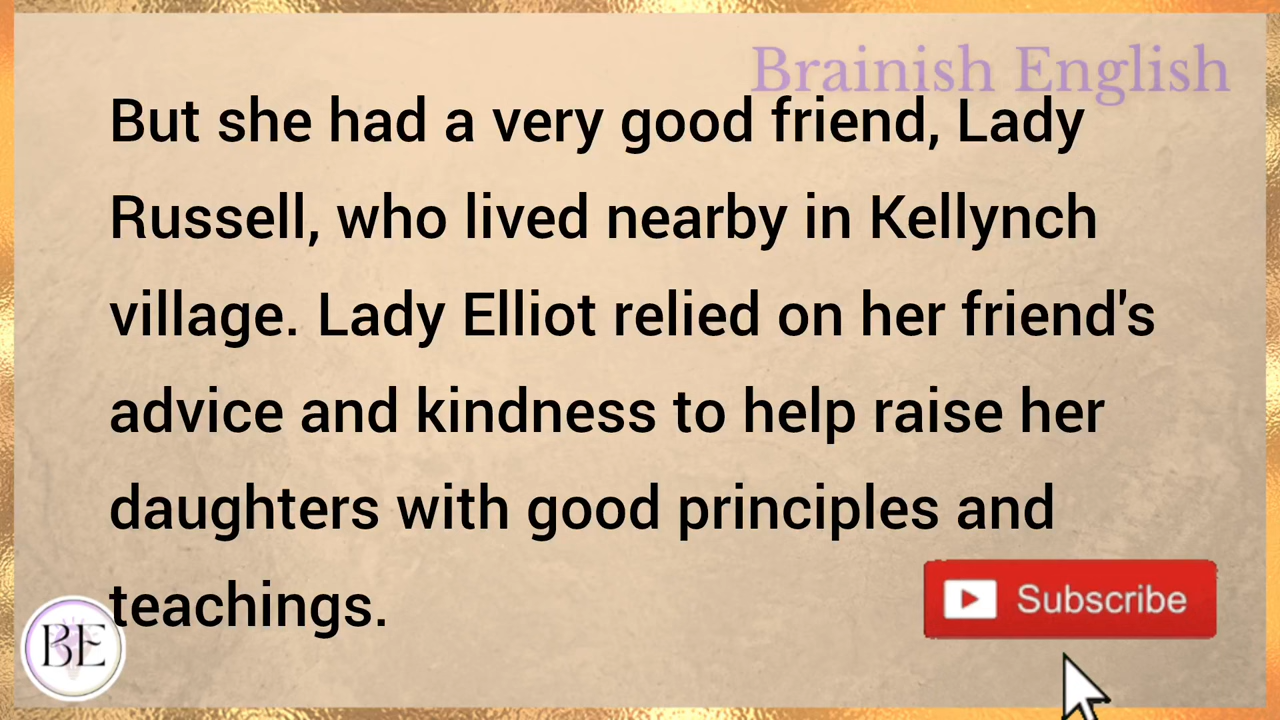 Brainish English
But she had a very good friend, Lady
Russell, who lived nearby in Kellynch
village. Lady Elliot relied on her friend's
advice and kindness to help raise her
daughters with good principles and
teachings.
Subscribe
BE